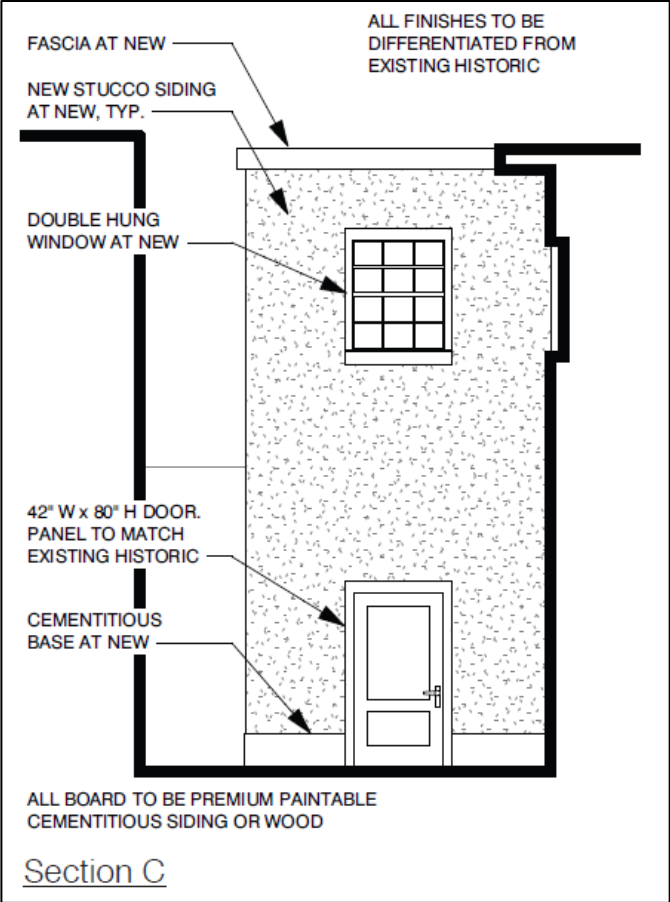 ALL FINISHES TO BE
DIFFERENTIATED FROM
EXISTING HISTORIC
FASCIA AT NEW
NEW STUCCO SIDING
AT NEW, TYP.
DOUBLE HUNG
WINDOW AT NEW
42" W x 80" H DOOR.
PANEL TO MATCH
EXISTING HISTORIC
CEMENTITIOUS
BASE AT NEW
ALL BOARD TO BE PREMIUM PAINTABLE
CEMENTITIOUS SIDING OR WOOD
Section C